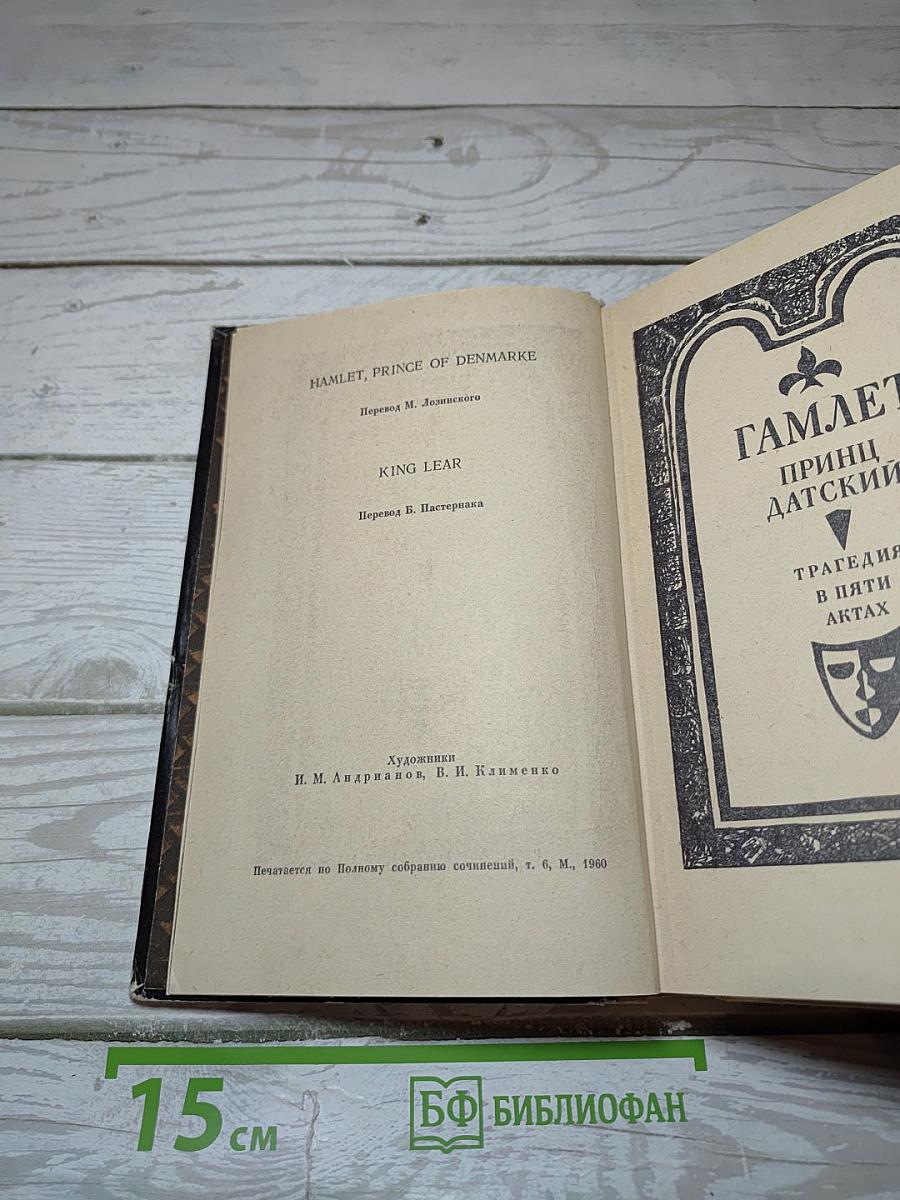 HAMLET, PRINCE OF DENMARKE
Перевод М. Лозинского
KING LEAR
Перевод Б. Пастернака
Художники
И. М. Андрианов, В. И. Клименко
Печатается по Полному собранию сочинений, т. 6, М., 1960
ГАМЛЕТ
ПРИНЦ
ДАТСКИЙ
ТРАГЕДИЯ
В ПЯТИ
АКТАХ
15 см
БФ БИБЛИОФАН